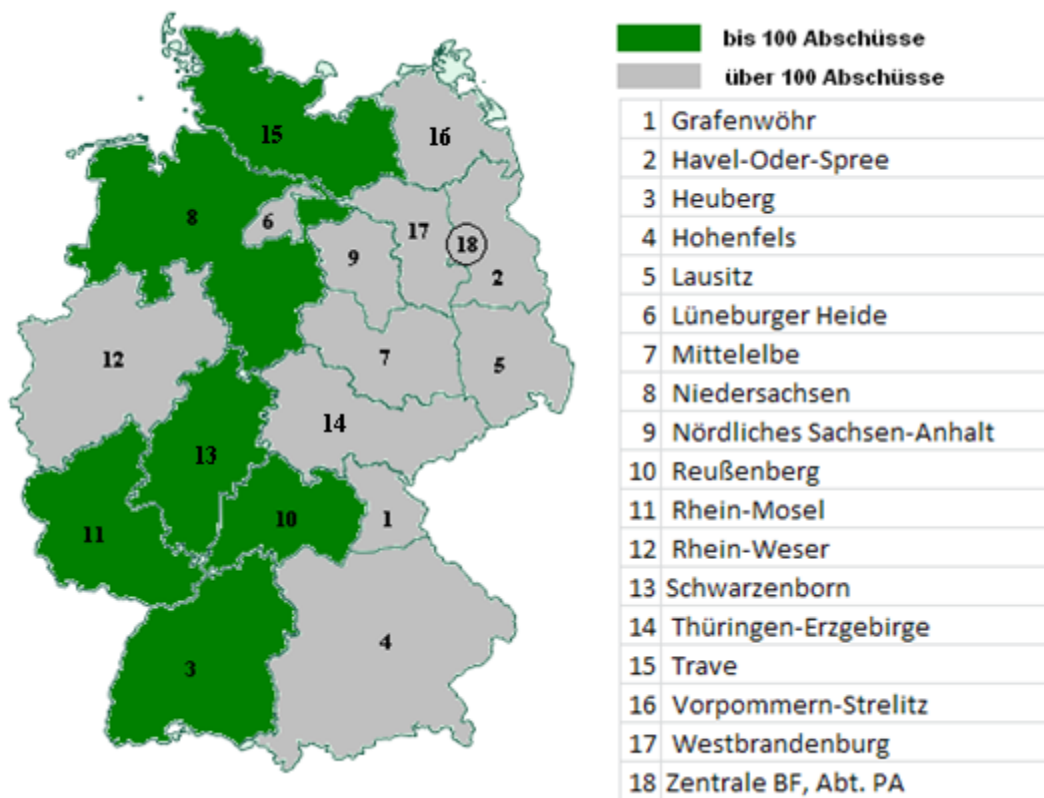 bis 100 Abschüsse
über 100 Abschüsse
1 Grafenwöhr
2 Havel-Oder-Spree
3 Heuberg
4 Hohenfels
5 Lausitz
6 Lüneburger Heide
7 Mittelelbe
8 Niedersachsen
9 Nördliches Sachsen-Anhalt
10 Reußenberg
11 Rhein-Mosel
12 Rhein-Weser
13 Schwarzenborn
14 Thüringen-Erzgebirge
15 Trave
16 Vorpommern-Strelitz
17 Westbrandenburg
18 Zentrale BF, Abt. PA
15
16
8
6
17
18
9
2
12
7
5
14
13
10
1
11
4
3